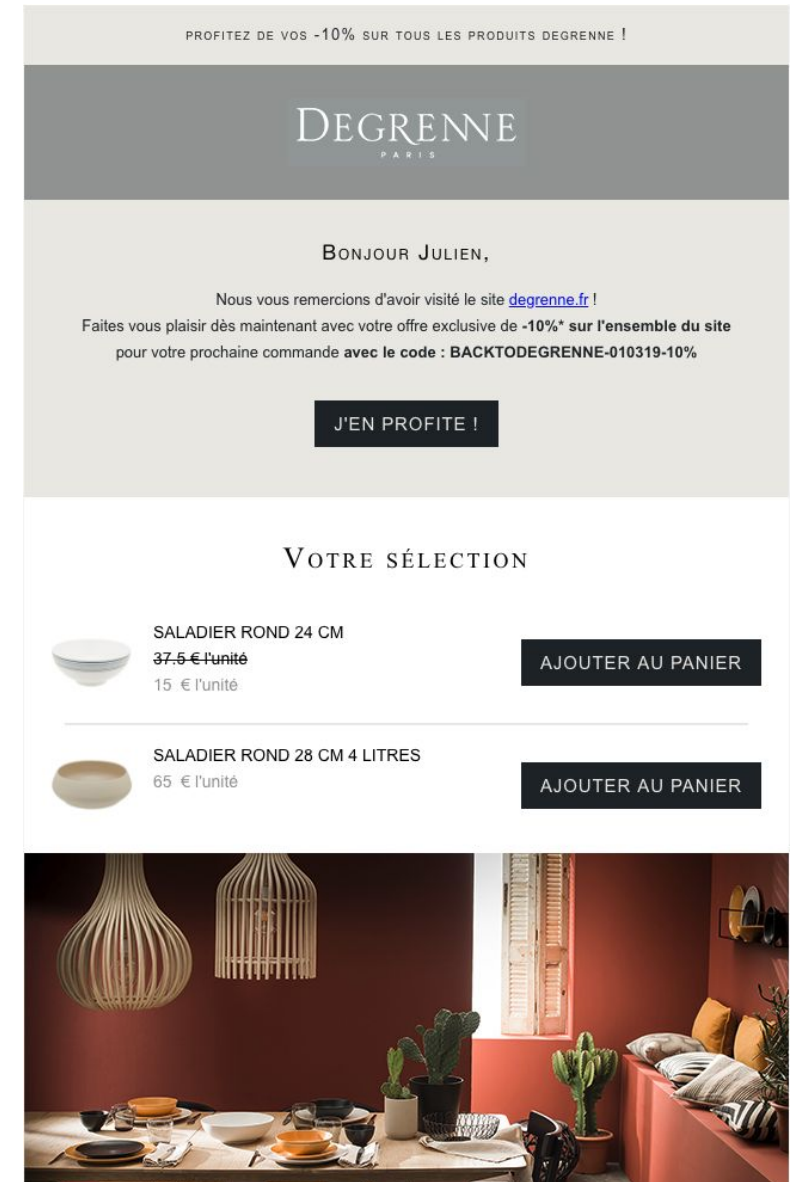 PROFITEZ DE VOS -10% SUR TOUS LES PRODUITS DEGRENNE !
DEGRENNE
PARIS
BONJOUR JULIEN,
Nous vous remercions d'avoir visité le site degrenne.fr !
Faites vous plaisir dès maintenant avec votre offre exclusive de -10%* sur l'ensemble du site
pour votre prochaine commande avec le code : BACKTODEGRENNE-010319-10%
J'EN PROFITE !
VOTRE SÉLECTION
SALADIER ROND 24 CM
37.5 € l'unité
15 € l'unité
AJOUTER AU PANIER
SALADIER ROND 28 CM 4 LITRES
65 € l'unité
AJOUTER AU PANIER